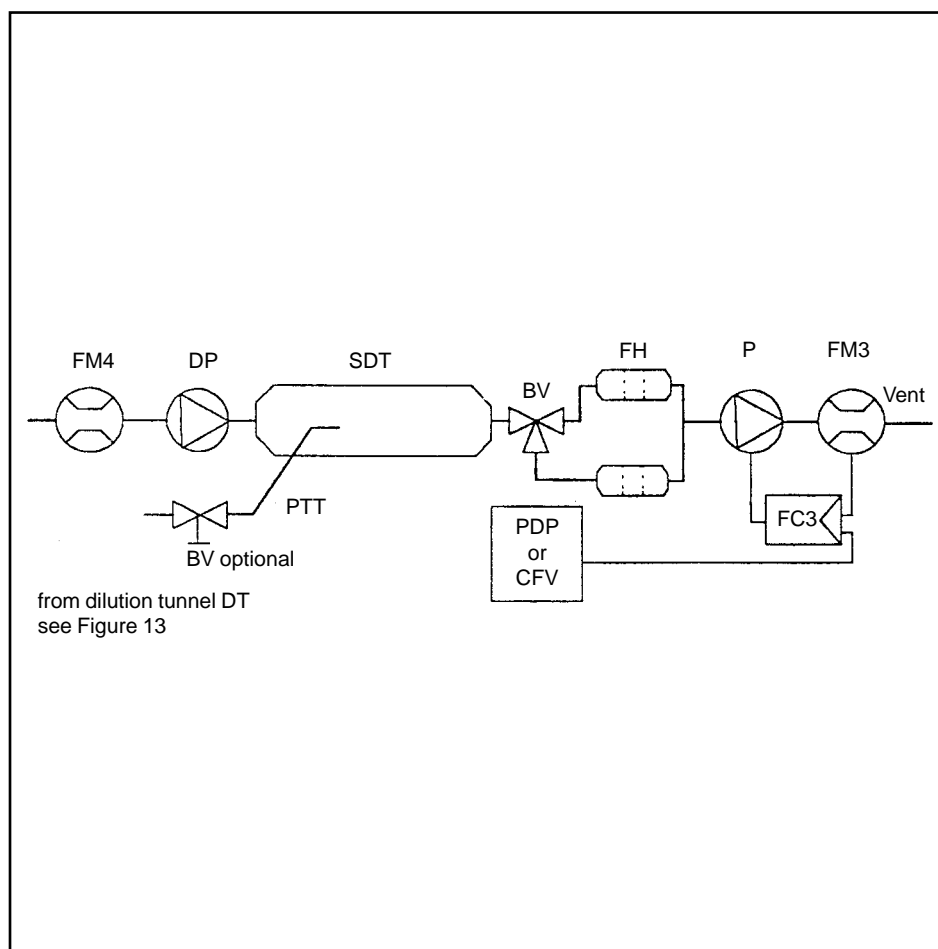 FM4
DP
SDT
BV
FH
P
FM3
Vent
PTT
BV optional
FC3
PDP
or
CFV
from dilution tunnel DT
see Figure 13